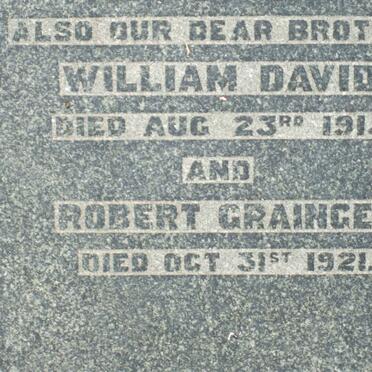 ALSO OUR DEAR BROT
WILLIAM DAVID
DIED AUG 23RD 191
AND
ROBERT GRAINGE
DIED OCT 31ST 1921.